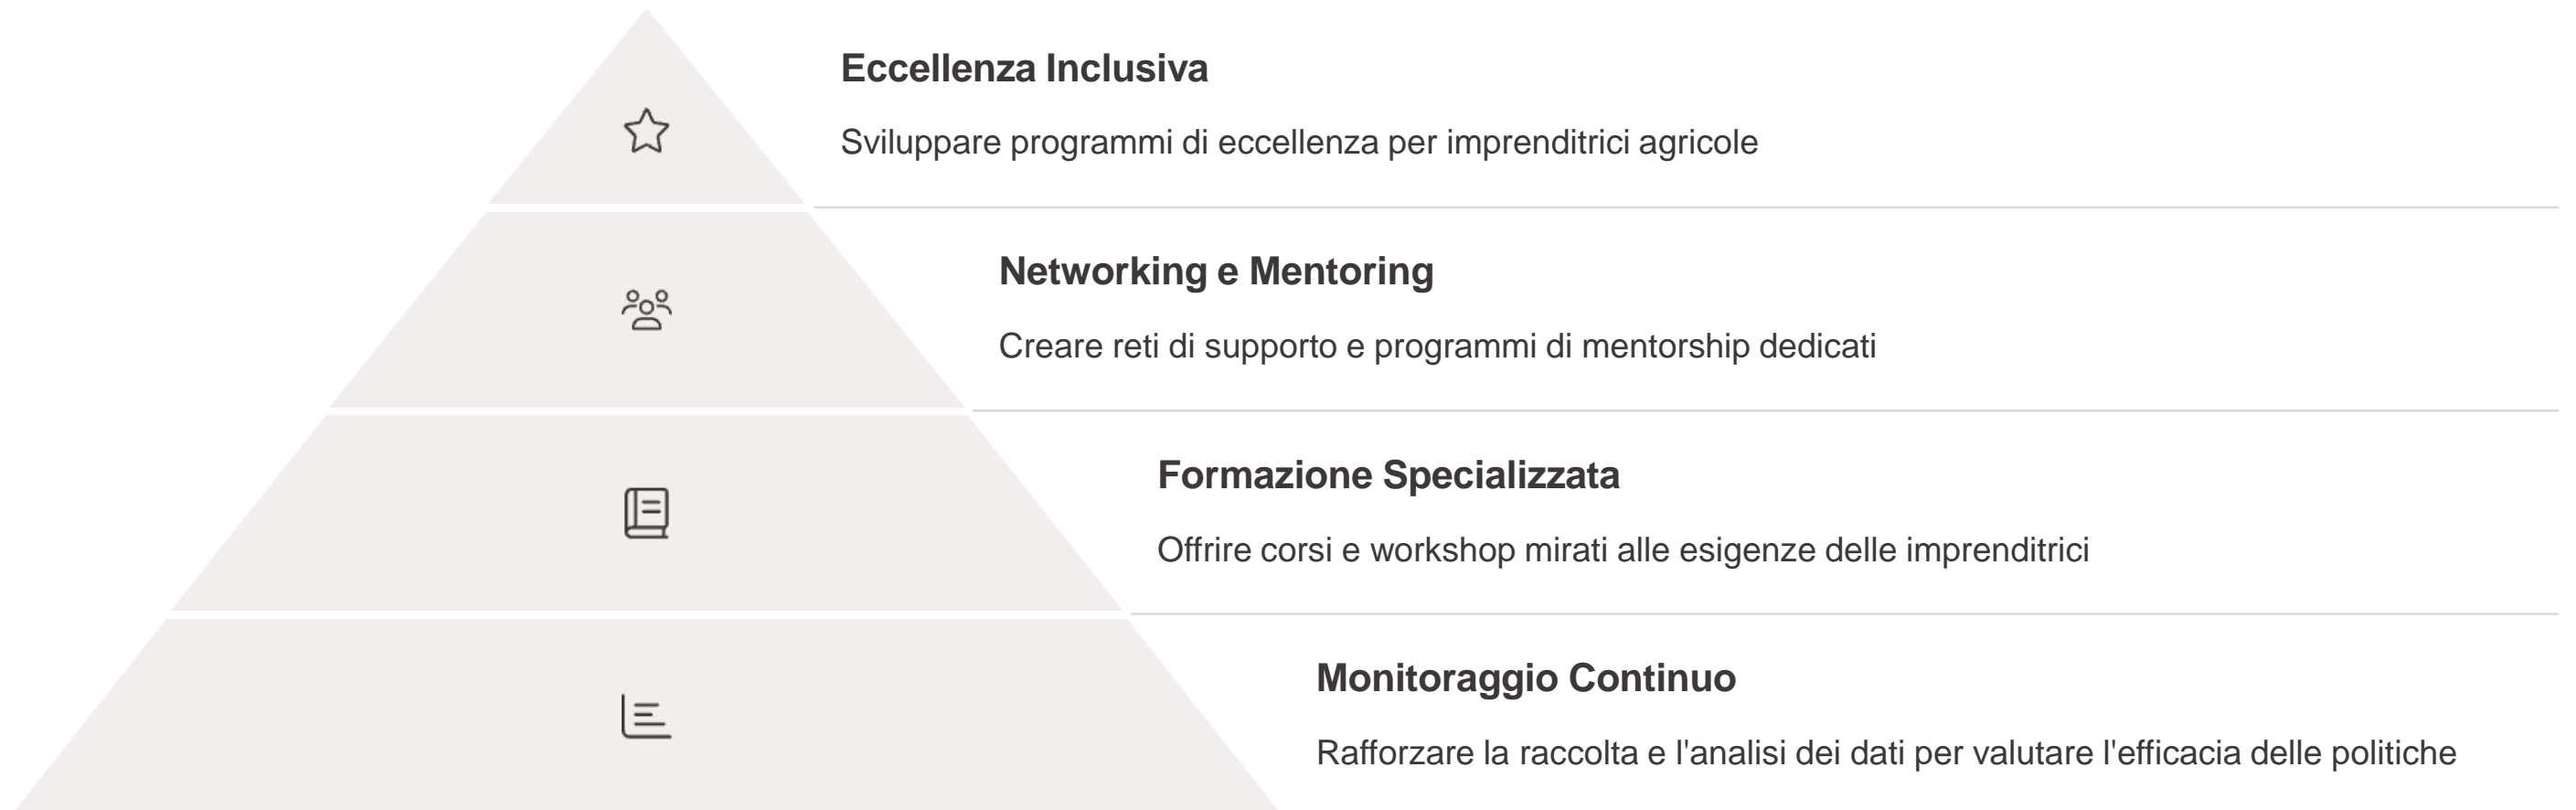 Eccellenza Inclusiva
Sviluppare programmi di eccellenza per imprenditrici agricole
Networking e Mentoring
Creare reti di supporto e programmi di mentorship dedicati
Formazione Specializzata
Offrire corsi e workshop mirati alle esigenze delle imprenditrici
Monitoraggio Continuo
Rafforzare la raccolta e l'analisi dei dati per valutare l'efficacia delle politiche